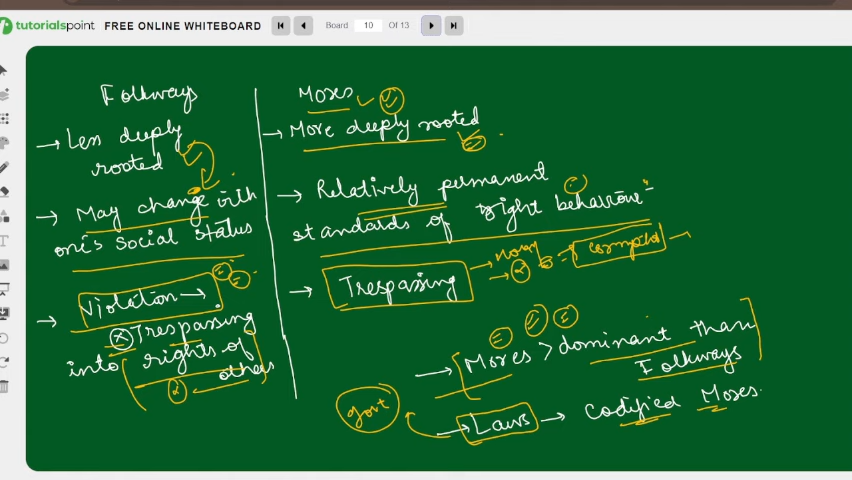 tutorialspoint FREE ONLINE WHITEBOARD Board 10 Of 13
Folkways
→ Less deeply
rooted
→ May change with
one's social status
→ Violation →
Trespassing
into rights of
others
Mores
→ More deeply rooted
→ Relatively permanent
standards of right behaviour
→ Trespassing
→ Mores > dominant than
Folkways
govt
→ Laws → Codified Mores.